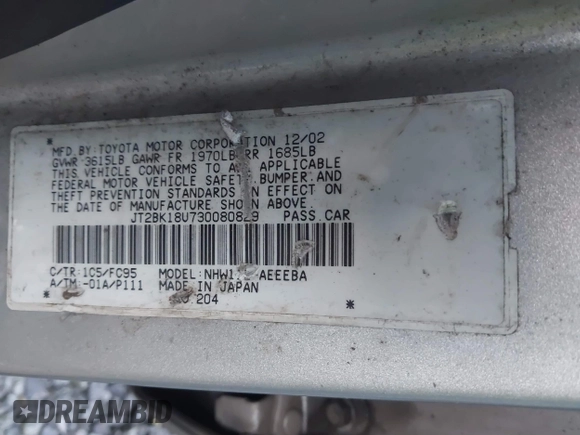 MFD. BY: TOYOTA MOTOR CORPORATION 12/02
GVWR 3615LB GAWR FR 1970LB RR 1685LB
THIS VEHICLE CONFORMS TO ALL APPLICABLE
FEDERAL MOTOR VEHICLE SAFETY, BUMPER, AND
THEFT PREVENTION STANDARDS IN EFFECT ON
THE DATE OF MANUFACTURE SHOWN ABOVE.
PASS. CAR
C/TR: 1C5/FC95 MODEL: AEEEBA
A/TM: -01A/P111 MADE IN JAPAN
204
DREAMBID